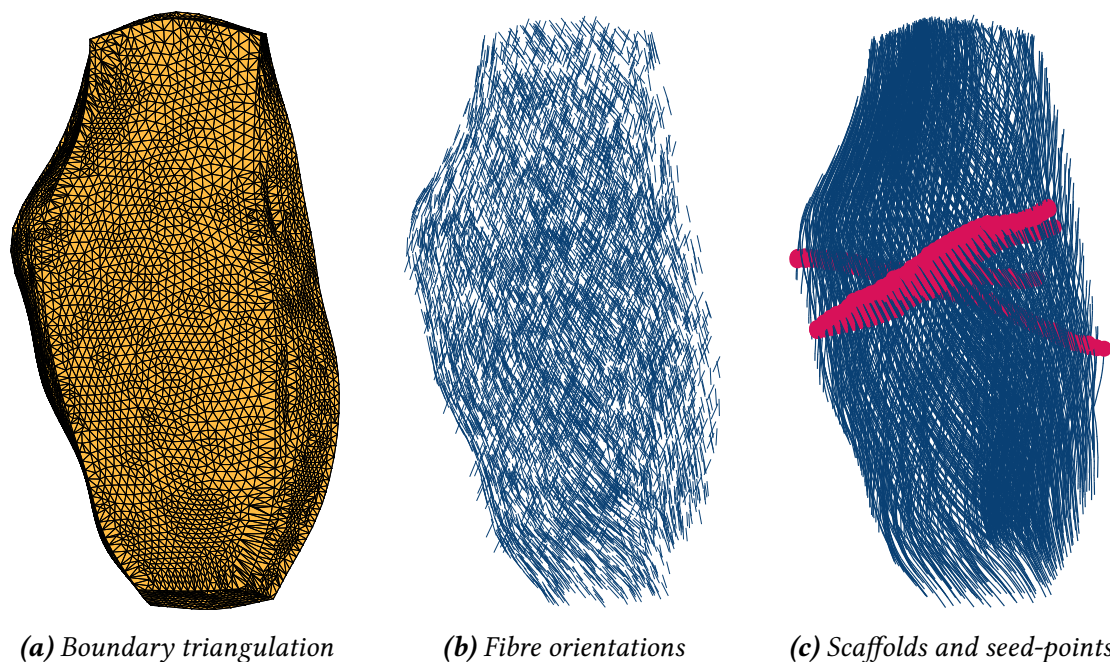 (a) Boundary triangulation
(b) Fibre orientations
(c) Scaffolds and seed-points